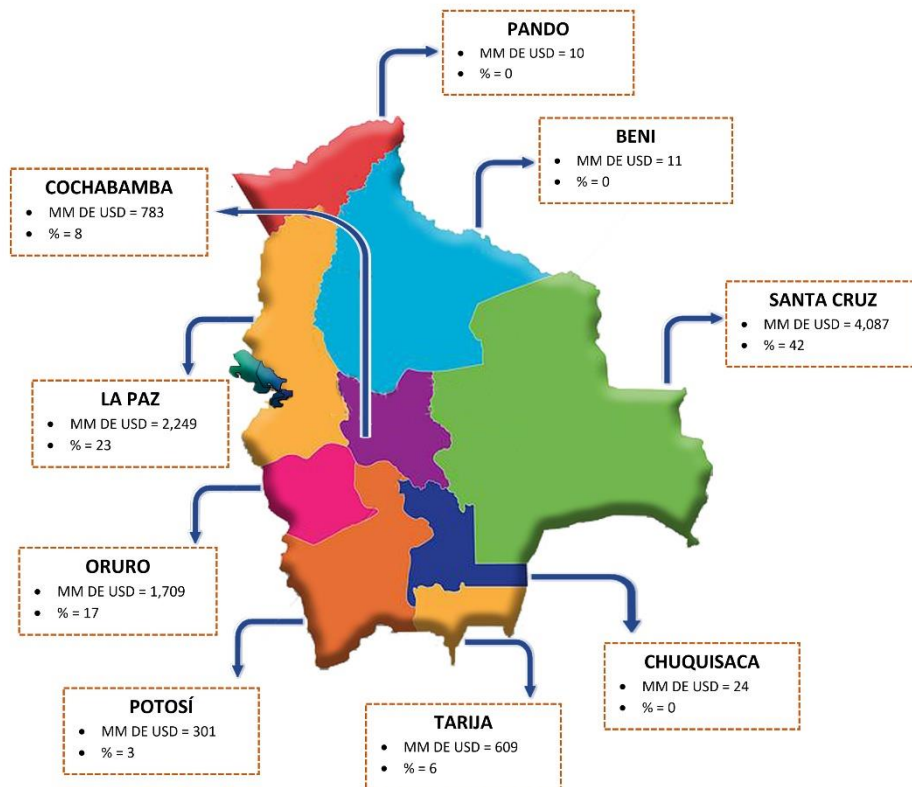 PANDO
• MM DE USD = 10
• % = 0
BENI
• MM DE USD = 11
• % = 0
COCHABAMBA
• MM DE USD = 783
• % = 8
SANTA CRUZ
• MM DE USD = 4,087
• % = 42
LA PAZ
• MM DE USD = 2,249
• % = 23
ORURO
• MM DE USD = 1,709
• % = 17
CHUQUISACA
• MM DE USD = 24
• % = 0
POTOSÍ
• MM DE USD = 301
• % = 3
TARIJA
• MM DE USD = 609
• % = 6